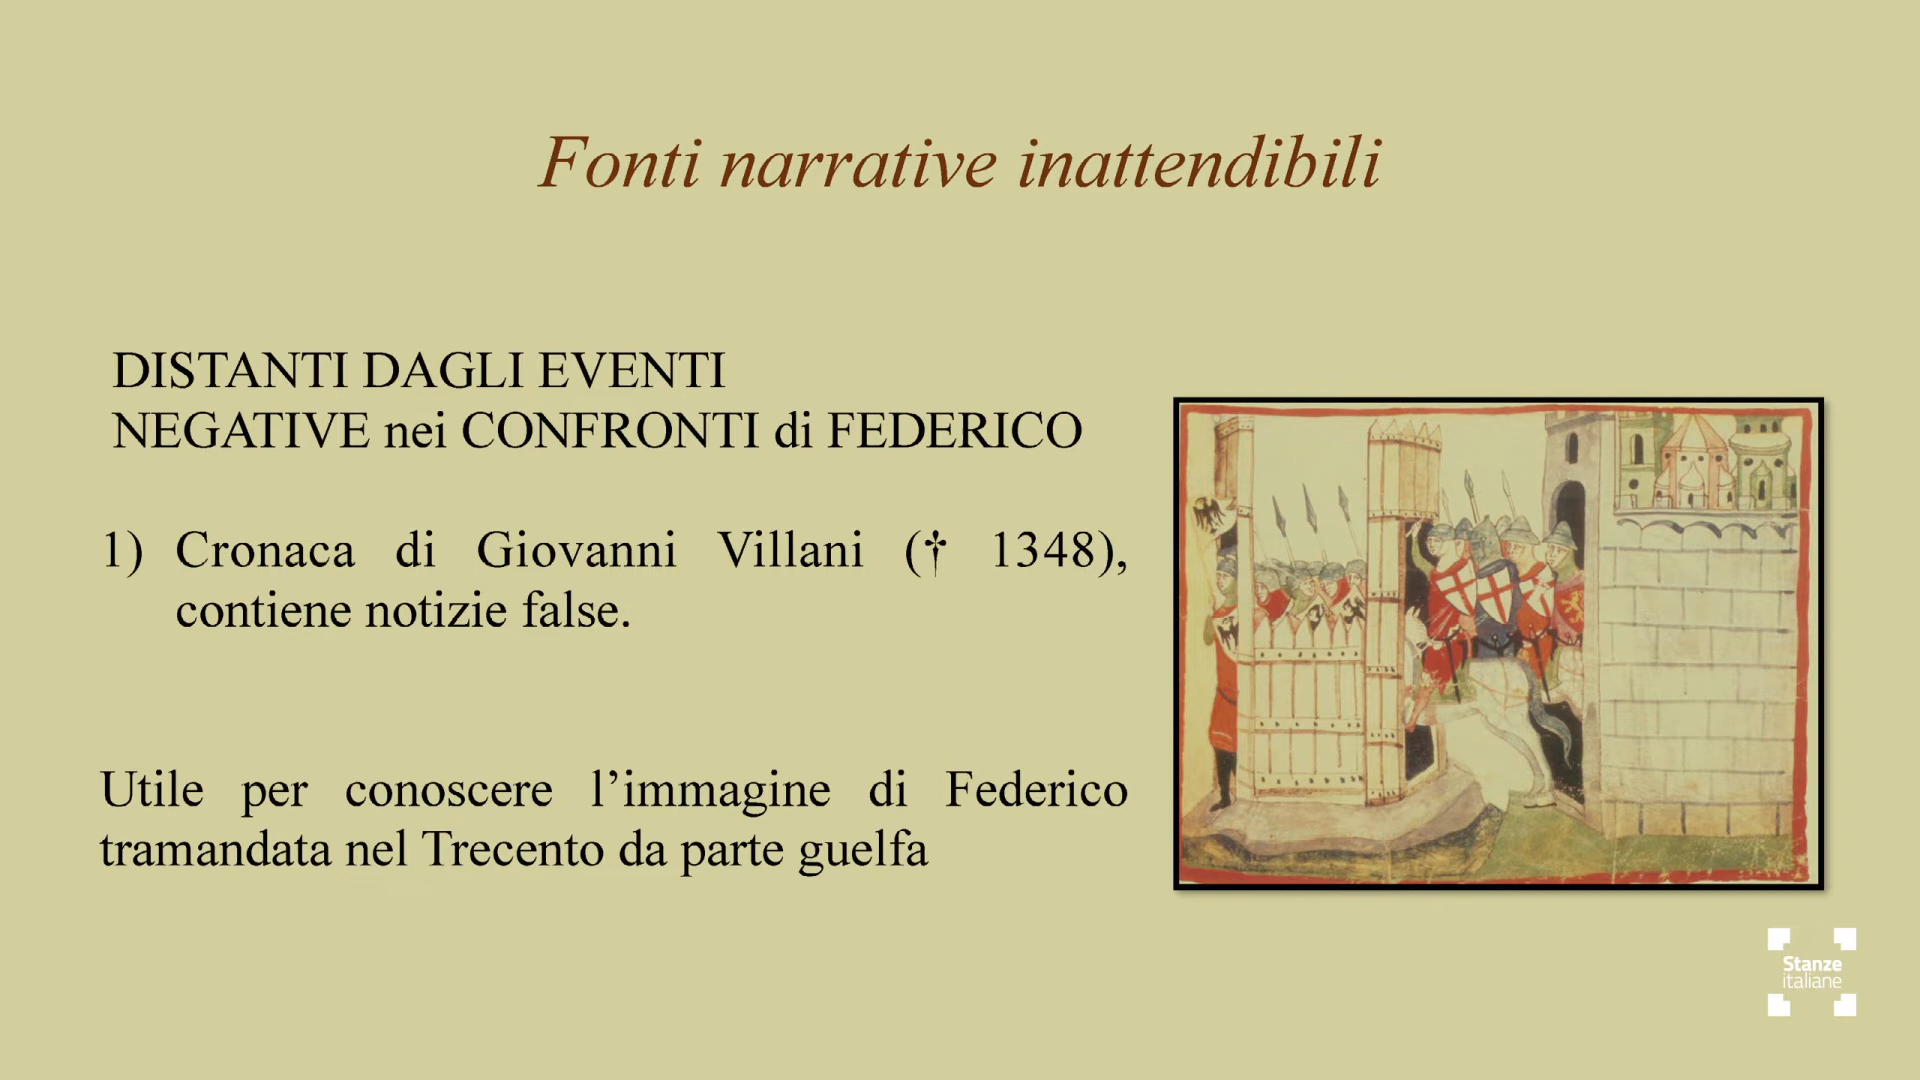 Fonti narrative inattendibili
DISTANTI DAGLI EVENTI
NEGATIVE nei CONFRONTI di FEDERICO
1) Cronaca di Giovanni Villani († 1348),
contiene notizie false.
Utile per conoscere l’immagine di Federico
tramandata nel Trecento da parte guelfa
Stanze
italiane